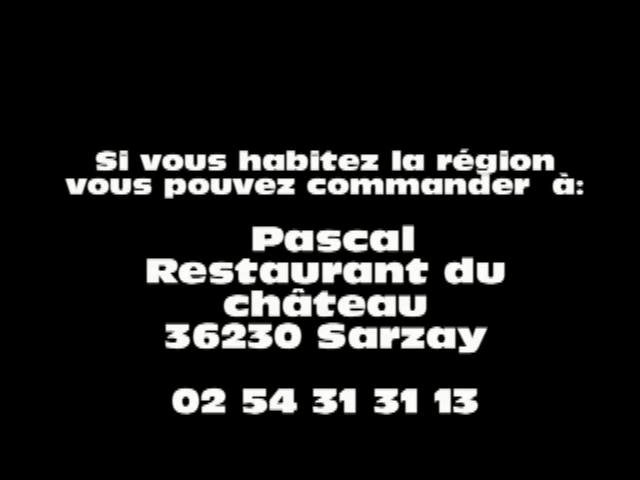 Si vous habitez la région
vous pouvez commander à:
Pascal
Restaurant du
château
36230 Sarzay
02 54 31 31 13